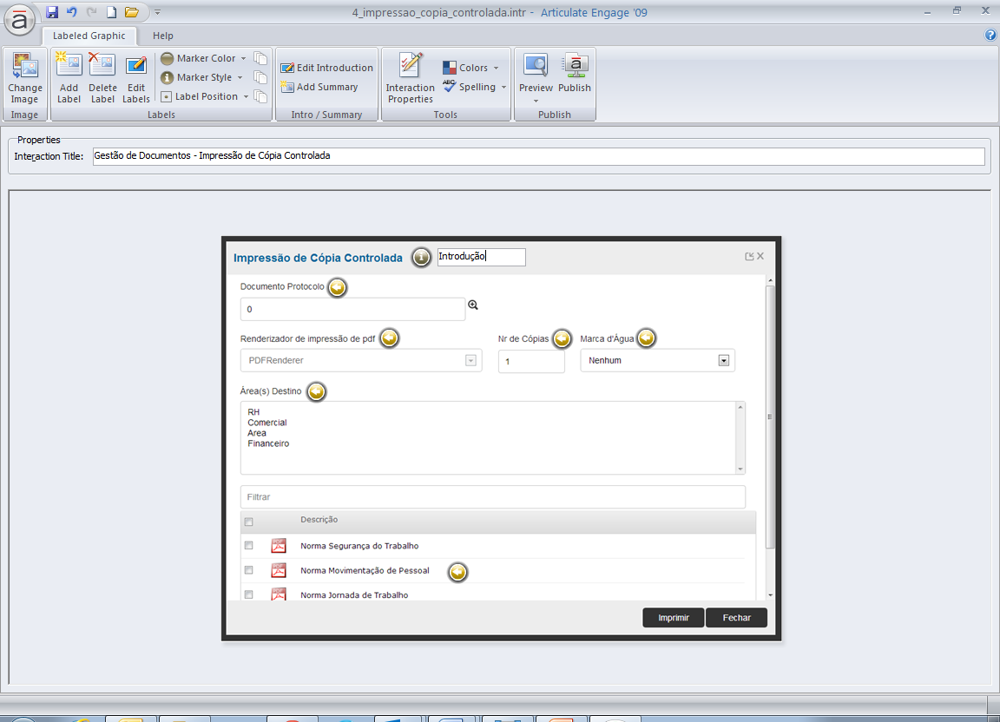 4_impressao_copia_controlada.intr - Articulate Engage '09
Labeled Graphic Help
Change Image
Add Label
Delete Label
Edit Labels
Marker Color
Marker Style
Label Position
Edit Introduction
Add Summary
Interaction Properties
Colors
ABC Spelling
Preview
Publish
Image Labels Intro / Summary Tools Publish
Properties
Interaction Title: Gestão de Documentos - Impressão de Cópia Controlada
Impressão de Cópia Controlada Introdução
Documento Protocolo
0
Renderizador de impressão de pdf Nr de Cópias Marca d'Água
PDFRenderer 1 Nenhum
Área(s) Destino
RH
Comercial
Area
Financeiro
Filtrar
Descrição
Norma Segurança do Trabalho
Norma Movimentação de Pessoal
Norma Jornada de Trabalho
Imprimir Fechar